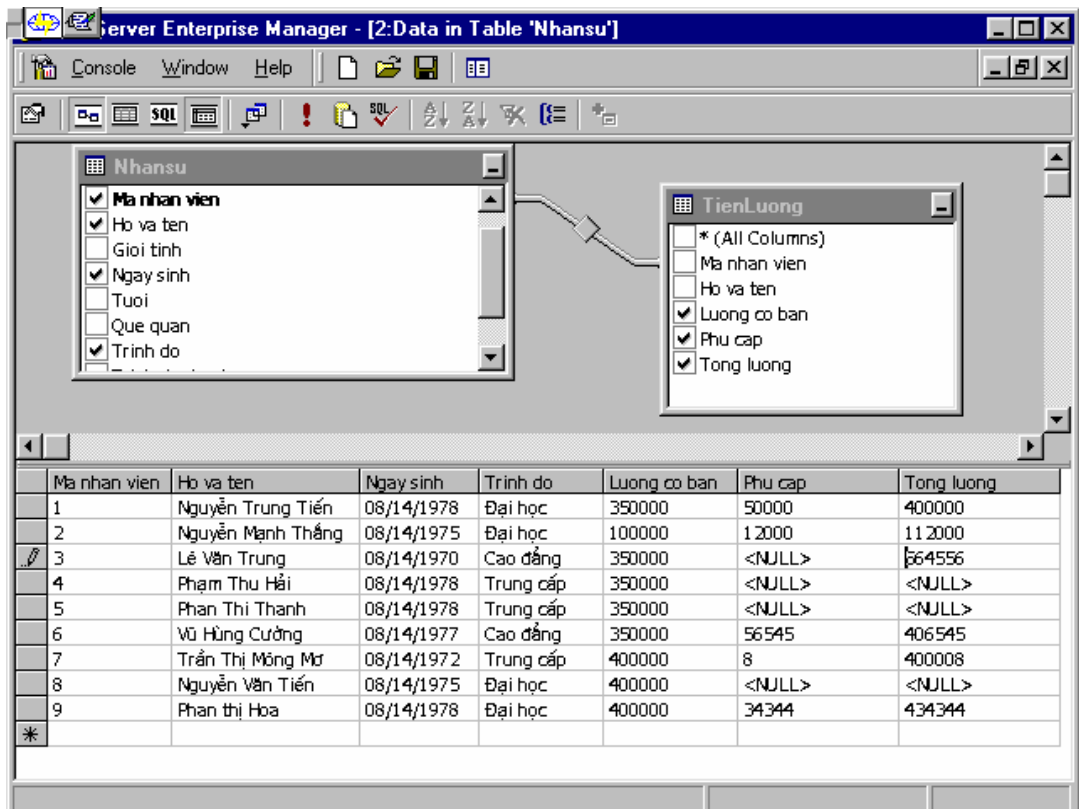 Server Enterprise Manager - [2:Data in Table 'Nhansu']
Console Window Help
SQL SQL
Nhansu
Ma nhan vien
Ho va ten
Gioi tinh
Ngay sinh
Tuoi
Que quan
Trinh do
TienLuong
* (All Columns)
Ma nhan vien
Ho va ten
Luong co ban
Phu cap
Tong luong
Ma nhan vien Ho va ten Ngay sinh Trinh do Luong co ban Phu cap Tong luong
1 Nguyễn Trung Tiến 08/14/1978 Đại học 350000 50000 400000
2 Nguyễn Mạnh Thắng 08/14/1975 Đại học 100000 12000 112000
3 Lê Văn Trung 08/14/1970 Cao đẳng 350000 <NULL> 564556
4 Phạm Thu Hải 08/14/1978 Trung cấp 350000 <NULL> <NULL>
5 Phan Thi Thanh 08/14/1978 Trung cấp 350000 <NULL> <NULL>
6 Vũ Hùng Cường 08/14/1977 Cao đẳng 350000 56545 406545
7 Trần Thị Mông Mơ 08/14/1972 Trung cấp 400000 8 400008
8 Nguyễn Văn Tiến 08/14/1975 Đại học 400000 <NULL> <NULL>
9 Phan thị Hoa 08/14/1978 Đại học 400000 34344 434344